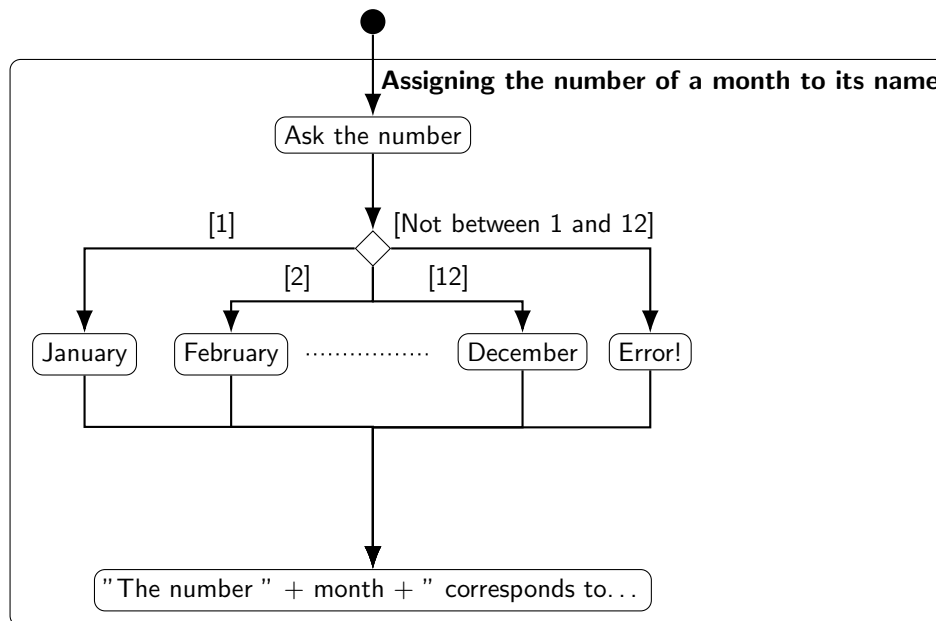 Assigning the number of a month to its name
Ask the number
[1]
[Not between 1 and 12]
[2]
[12]
January
February
December
Error!
"The number " + month + " corresponds to...